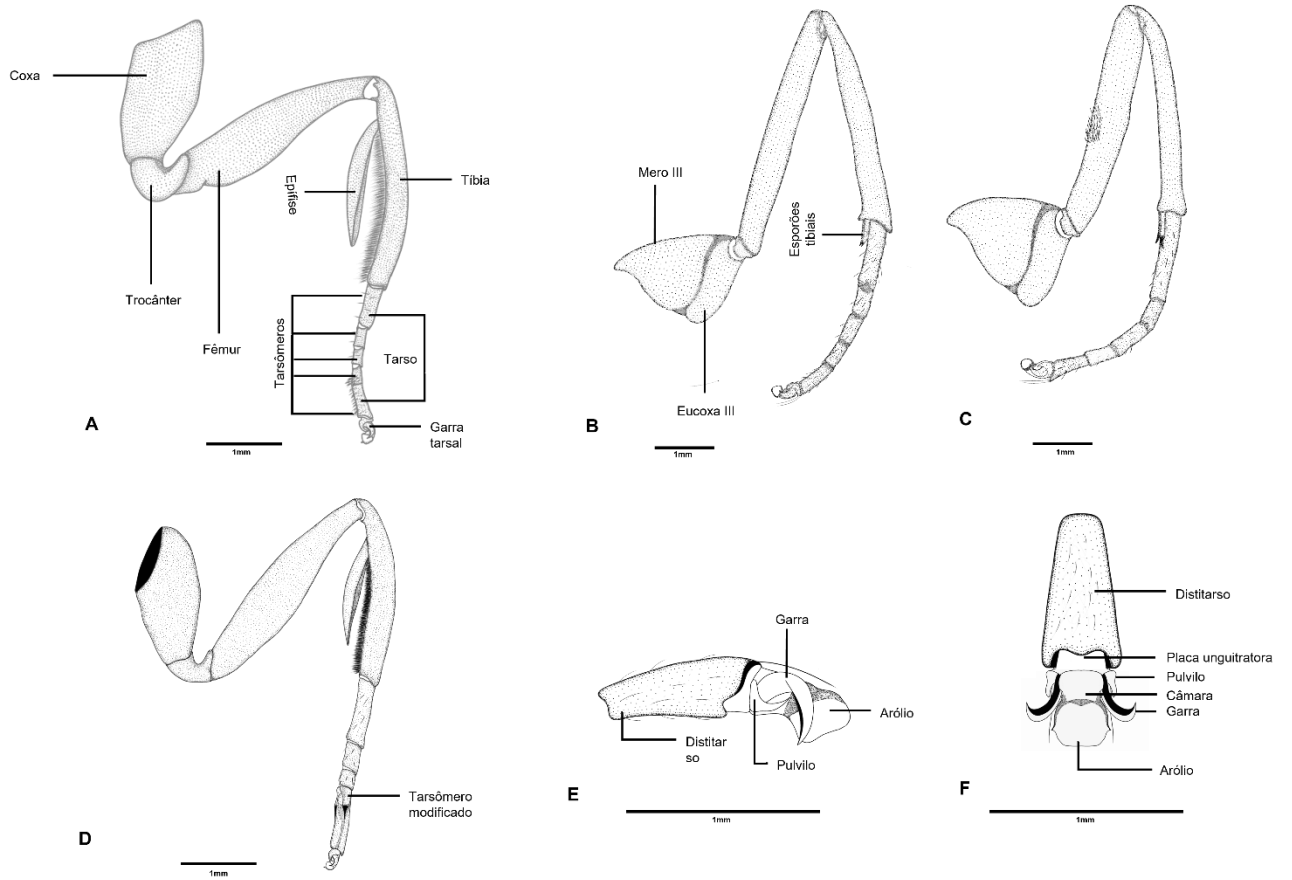 Coxa
Epífise
Tíbia
Trocânter
Fêmur
Tarsômeros
Tarso
Garra
tarsal
A
1mm
Mero III
Esporões
tibiais
Eucoxa III
B
1mm
C
1mm
Tarsômero
modificado
D
1mm
Garra
Arólio
Distitar
so
Pulvilo
E
1mm
Distitarso
Placa unguitratora
Pulvilo
Câmara
Garra
Arólio
F
1mm